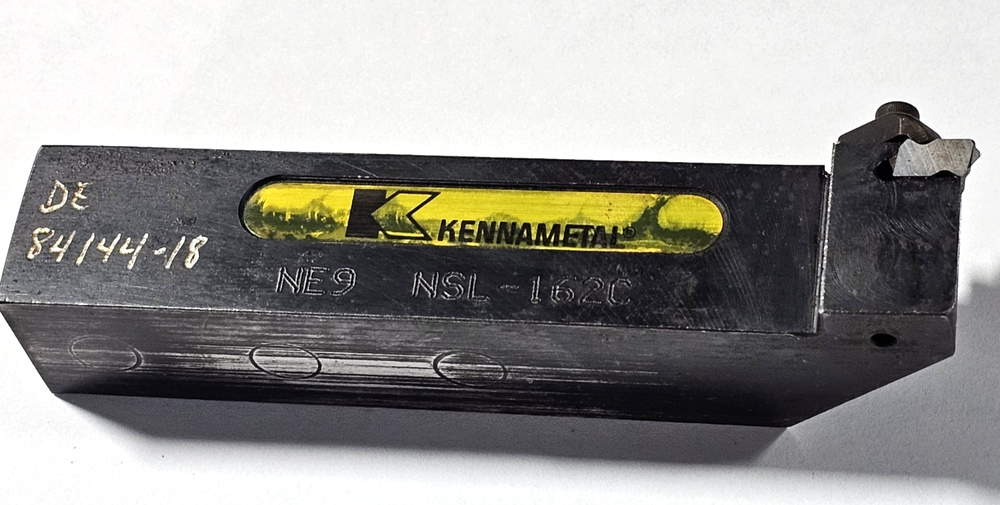 DE
84144-18
KENNAMETAL®
NE9 NSL-162C